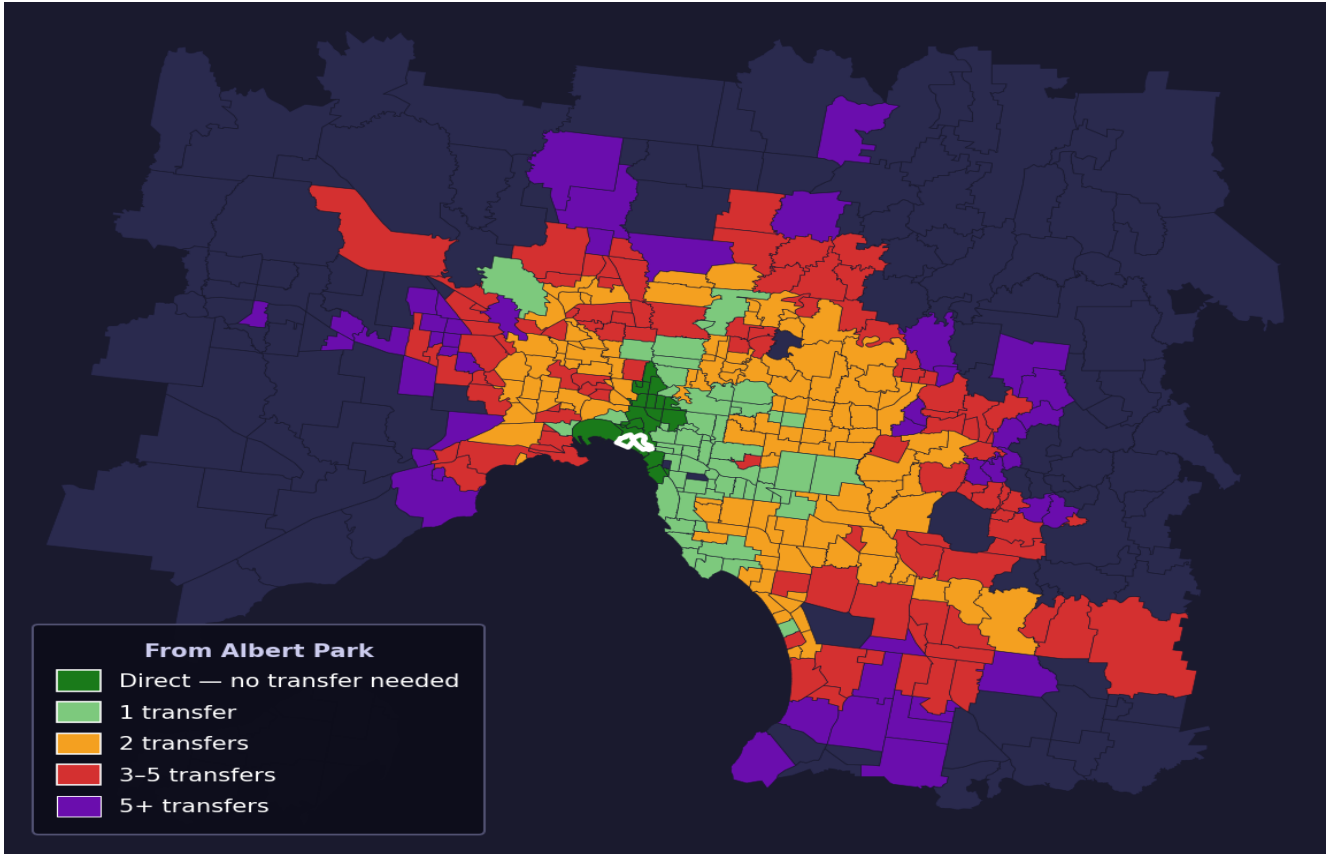 From Albert Park
Direct — no transfer needed
1 transfer
2 transfers
3–5 transfers
5+ transfers